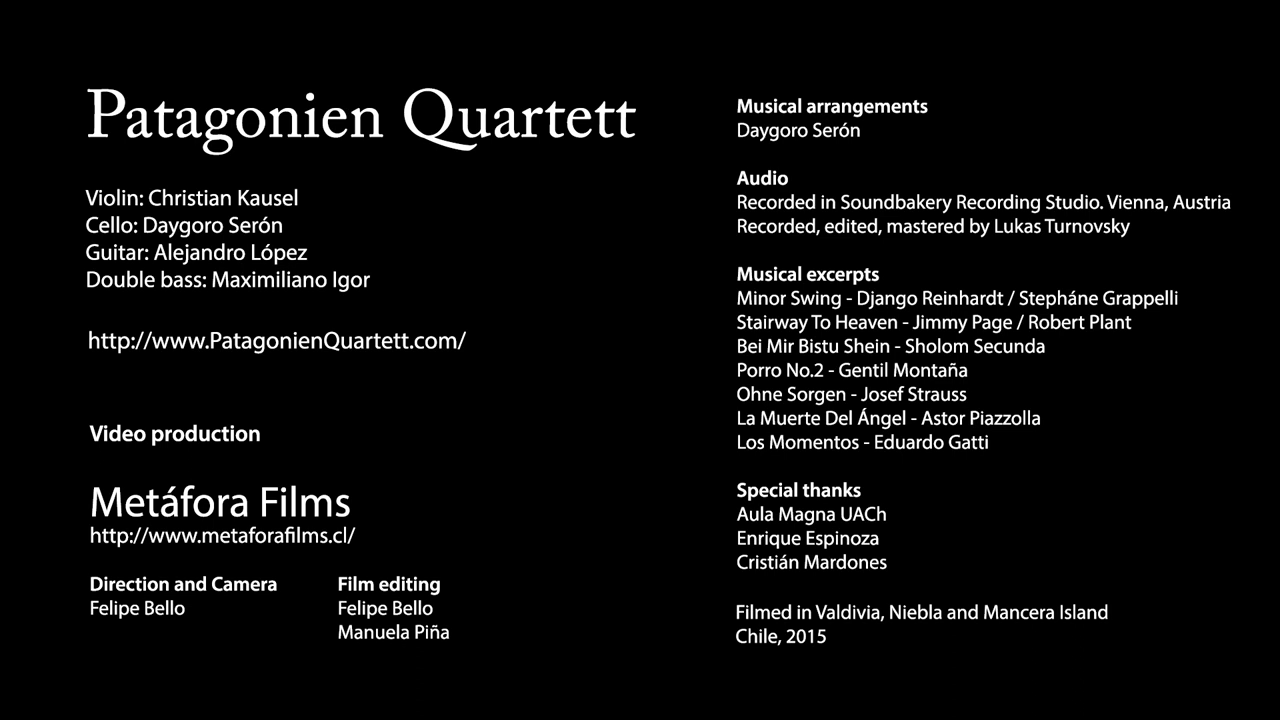 Patagonien Quartett
Violin: Christian Kausel
Cello: Daygoro Serón
Guitar: Alejandro López
Double bass: Maximiliano Igor
http://www.PatagonienQuartett.com/
Video production
Metáfora Films
http://www.metaforafilms.cl/
Direction and Camera
Felipe Bello
Film editing
Felipe Bello
Manuela Piña
Musical arrangements
Daygoro Serón
Audio
Recorded in Soundbakery Recording Studio. Vienna, Austria
Recorded, edited, mastered by Lukas Turnovsky
Musical excerpts
Minor Swing - Django Reinhardt / Stepháne Grappelli
Stairway To Heaven - Jimmy Page / Robert Plant
Bei Mir Bistu Shein - Sholom Secunda
Porro No.2 - Gentil Montaña
Ohne Sorgen - Josef Strauss
La Muerte Del Ángel - Astor Piazzolla
Los Momentos - Eduardo Gatti
Special thanks
Aula Magna UACh
Enrique Espinoza
Cristián Mardones
Filmed in Valdivia, Niebla and Mancera Island
Chile, 2015